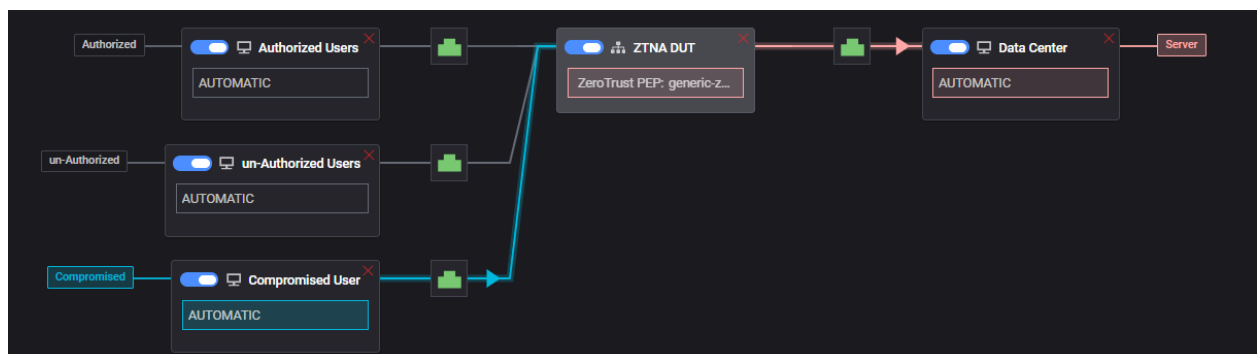 Authorized
Authorized Users
AUTOMATIC
ZTNA DUT
ZeroTrust PEP: generic-z...
Data Center
AUTOMATIC
Server
un-Authorized
un-Authorized Users
AUTOMATIC
Compromised
Compromised User
AUTOMATIC